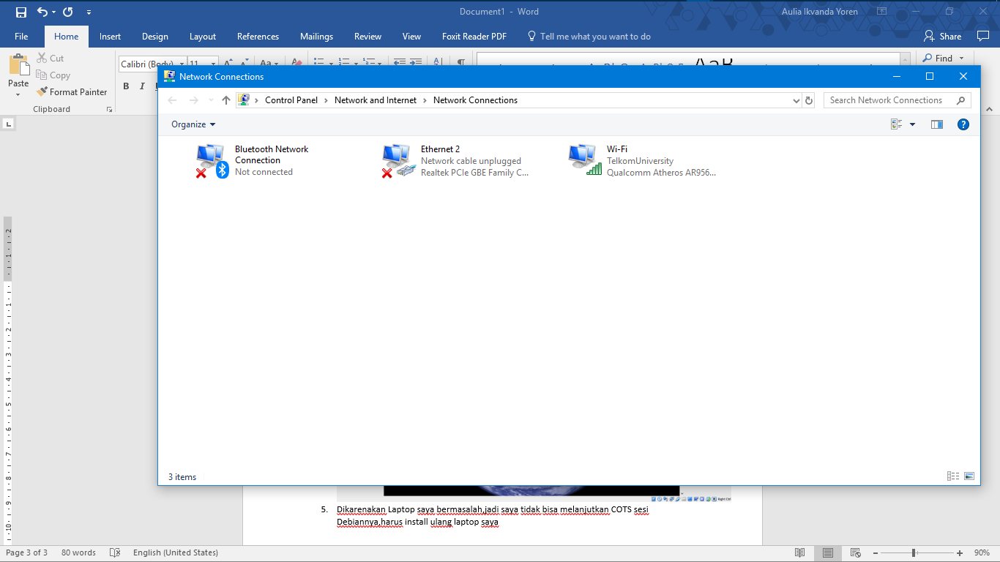 Document1 - Word
Aulia Ikvanda Yoren
File Home Insert Design Layout References Mailings Review View Foxit Reader PDF Tell me what you want to do Share
Paste
Cut
Copy
Format Painter
Clipboard
Calibri (Body) 11
B I
Find
Network Connections
Control Panel > Network and Internet > Network Connections
Search Network Connections
Organize
Bluetooth Network
Connection
Not connected
Ethernet 2
Network cable unplugged
Realtek PCIe GBE Family C...
Wi-Fi
TelkomUniversity
Qualcomm Atheros AR956...
3 items
Right Ctrl
5. Dikarenakan Laptop saya bermasalah,jadi saya tidak bisa melanjutkan COTS sesi
Debiannya,harus install ulang laptop saya
Page 3 of 3 80 words English (United States) 90%